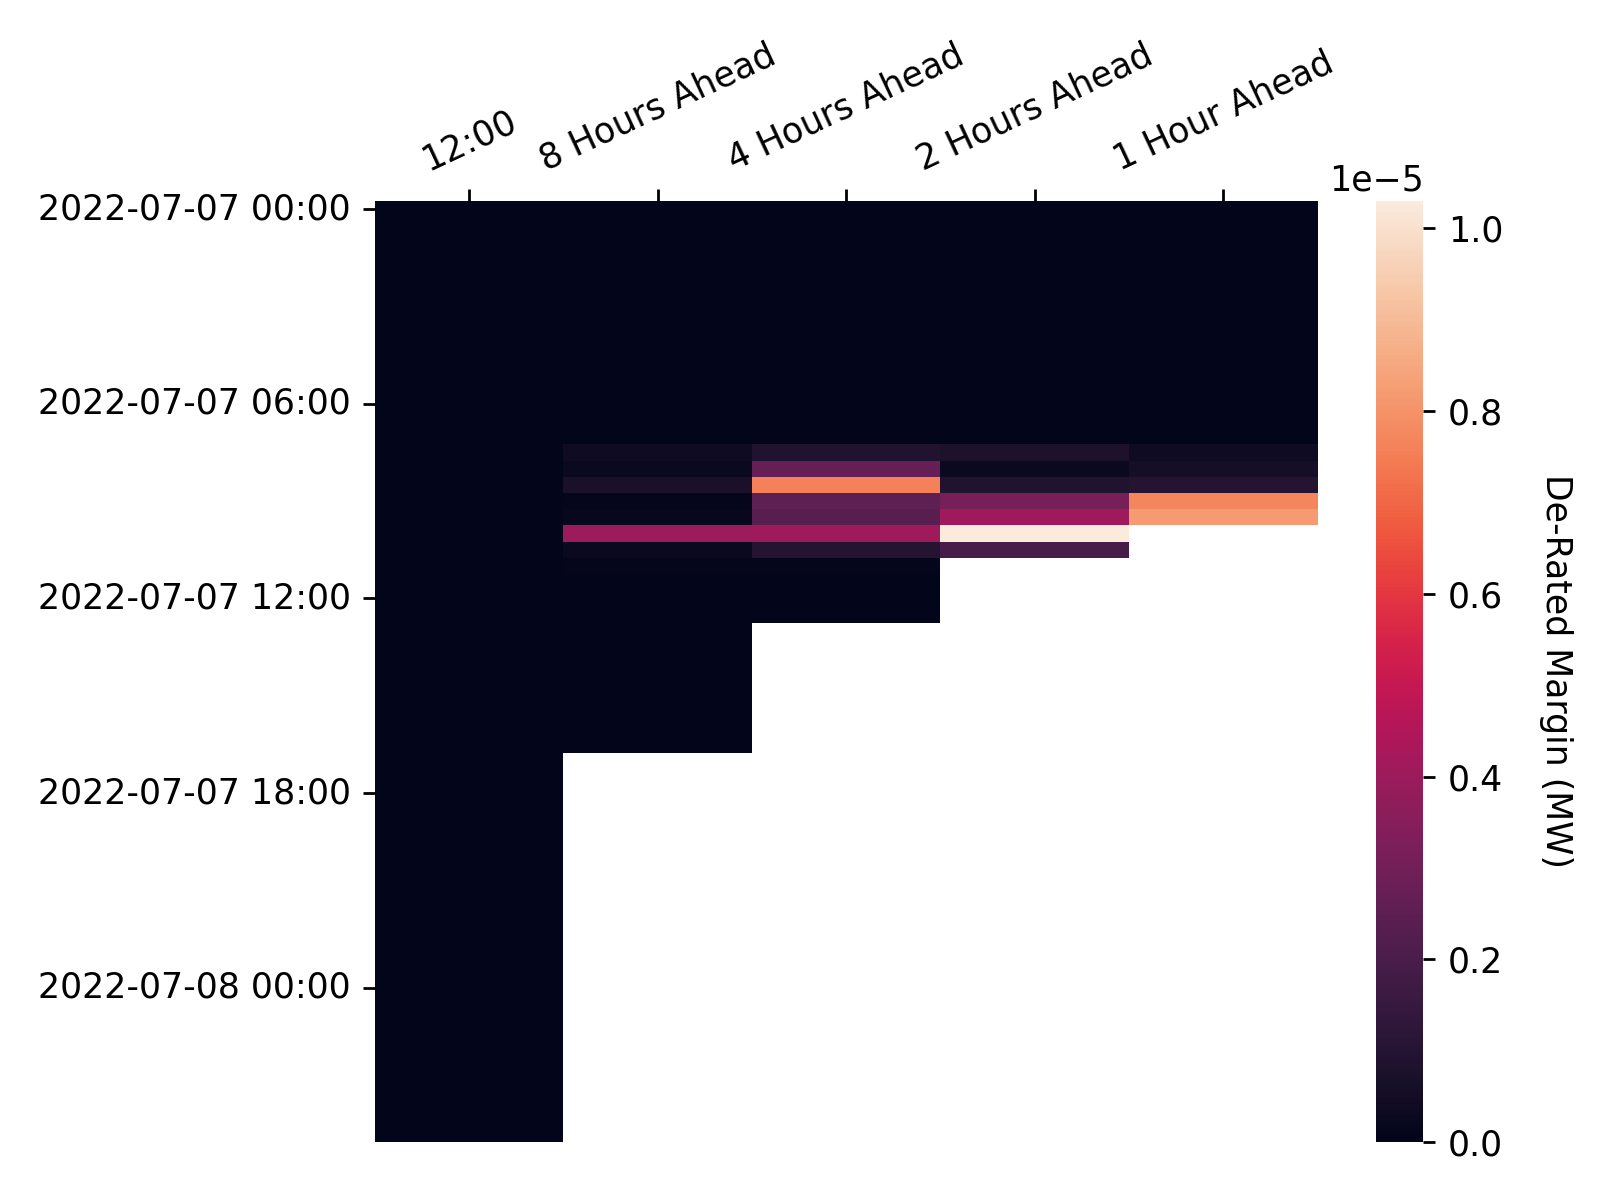 12:00
8 Hours Ahead
4 Hours Ahead
2 Hours Ahead
1 Hour Ahead
1e−5
2022-07-07 00:00
2022-07-07 06:00
2022-07-07 12:00
2022-07-07 18:00
2022-07-08 00:00
1.0
0.8
0.6
0.4
0.2
0.0
De-Rated Margin (MW)